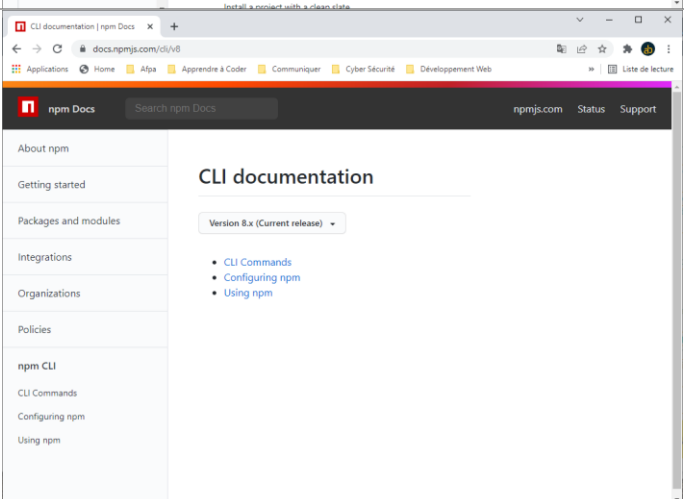 Install a project with a clean slate
CLI documentation | npm Docs
docs.npmjs.com/cli/v8
Applications Home Afpa Apprendre à Coder Communiquer Cyber Sécurité Développement Web » Liste de lecture
npm Docs Search npm Docs npmjs.com Status Support
About npm
Getting started
Packages and modules
Integrations
Organizations
Policies
npm CLI
CLI Commands
Configuring npm
Using npm
CLI documentation
Version 8.x (Current release)
CLI Commands
Configuring npm
Using npm